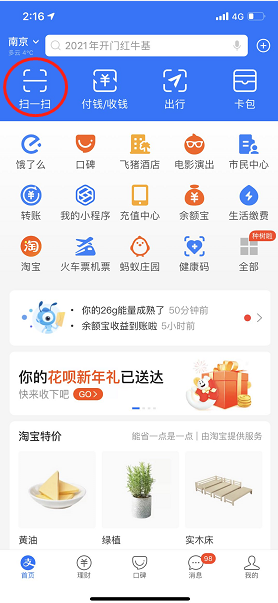 2:16
4G
南京
多云 4°C
2021年开门红牛基
扫一扫 付钱/收钱 出行 卡包
饿了么 口碑 飞猪酒店 电影演出 市民中心
转账 我的小程序 充值中心 余额宝 生活缴费
种树啦
淘 支
淘宝 火车票机票 蚂蚁庄园 健康码 全部
你的26g能量成熟了 50分钟前
余额宝收益到账啦 5小时前
你的花呗新年礼已送达
快来收下吧 GO>
淘宝特价 能省一点是一点 | 由淘宝提供服务
黄油 绿植 实木床
支 98
首页 理财 口碑 消息 我的